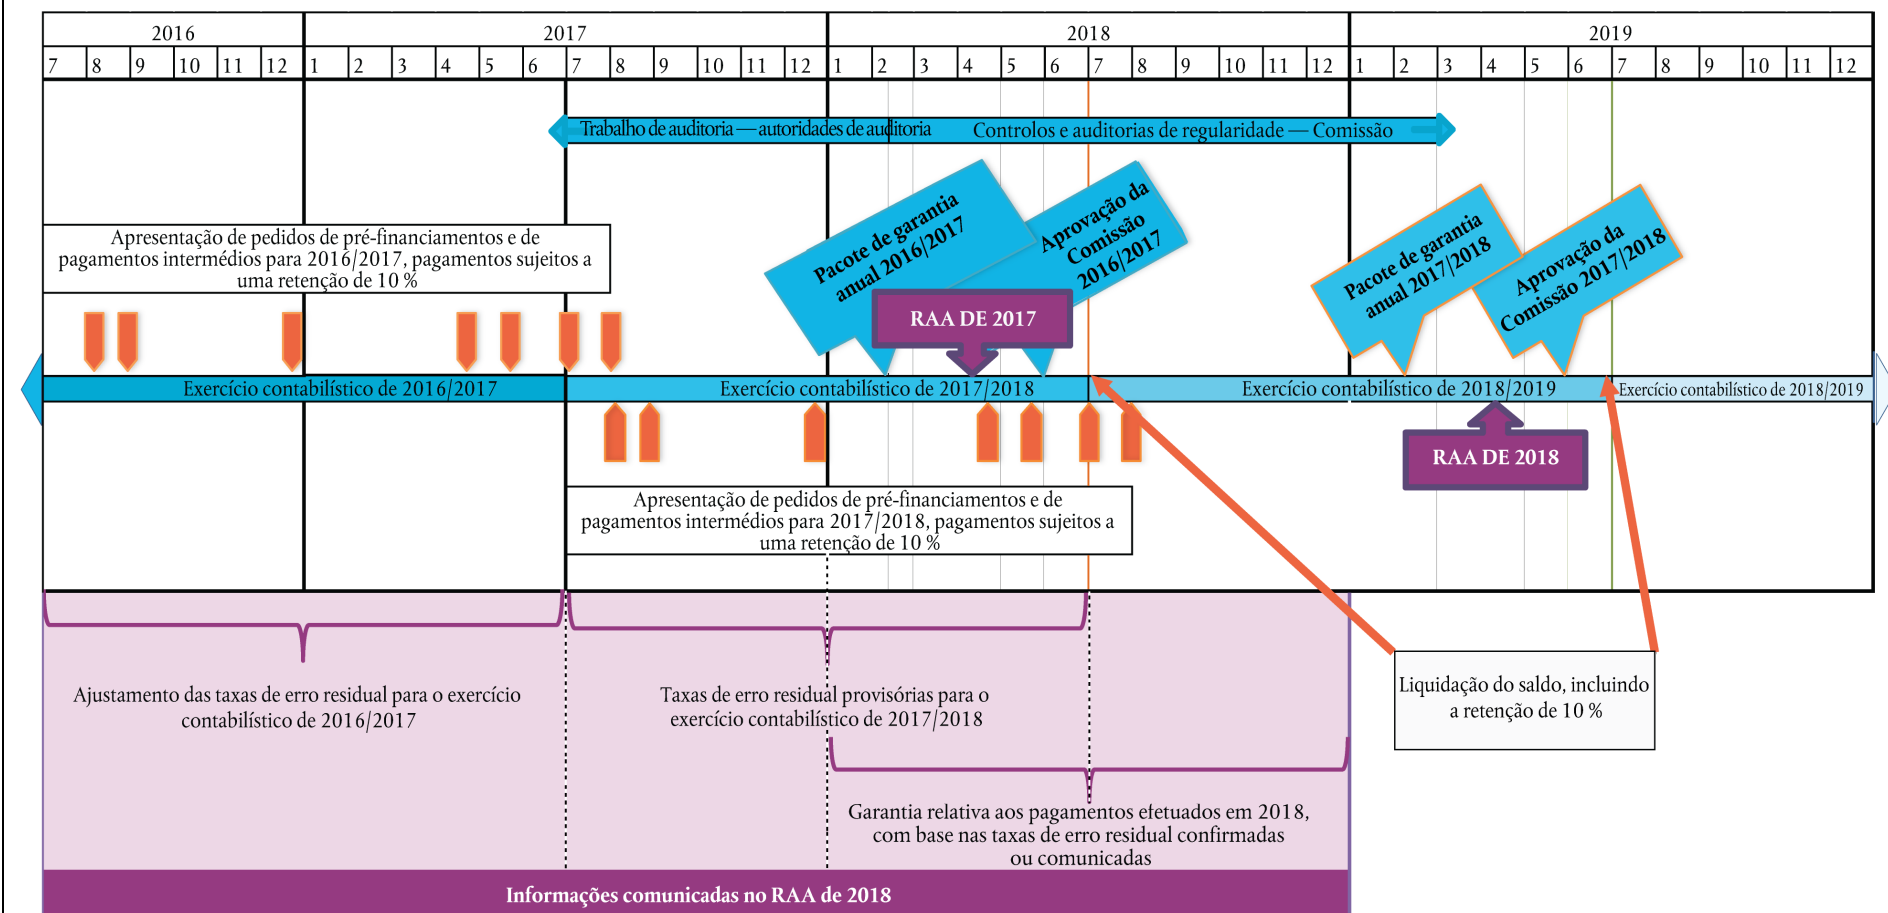 2016 2017 2018 2019
7 8 9 10 11 12 1 2 3 4 5 6 7 8 9 10 11 12 1 2 3 4 5 6 7 8 9 10 11 12 1 2 3 4 5 6 7 8 9 10 11 12
Trabalho de auditoria — autoridades de auditoria
Controlos e auditorias de regularidade — Comissão
Apresentação de pedidos de pré-financiamentos e de
pagamentos intermédios para 2016/2017, pagamentos sujeitos a
uma retenção de 10 %
Pacote de garantia
anual 2016/2017
Aprovação da
Comissão
2016/2017
RAA DE 2017
Pacote de garantia
anual 2017/2018
Aprovação da
Comissão 2017/2018
Exercício contabilístico de 2016/2017
Exercício contabilístico de 2017/2018
Exercício contabilístico de 2018/2019
Exercício contabilístico de 2018/2019
RAA DE 2018
Apresentação de pedidos de pré-financiamentos e de
pagamentos intermédios para 2017/2018, pagamentos sujeitos a
uma retenção de 10 %
Ajustamento das taxas de erro residual para o exercício
contabilístico de 2016/2017
Taxas de erro residual provisórias para o
exercício contabilístico de 2017/2018
Liquidação do saldo, incluindo
a retenção de 10 %
Garantia relativa aos pagamentos efetuados em 2018,
com base nas taxas de erro residual confirmadas
ou comunicadas
Informações comunicadas no RAA de 2018